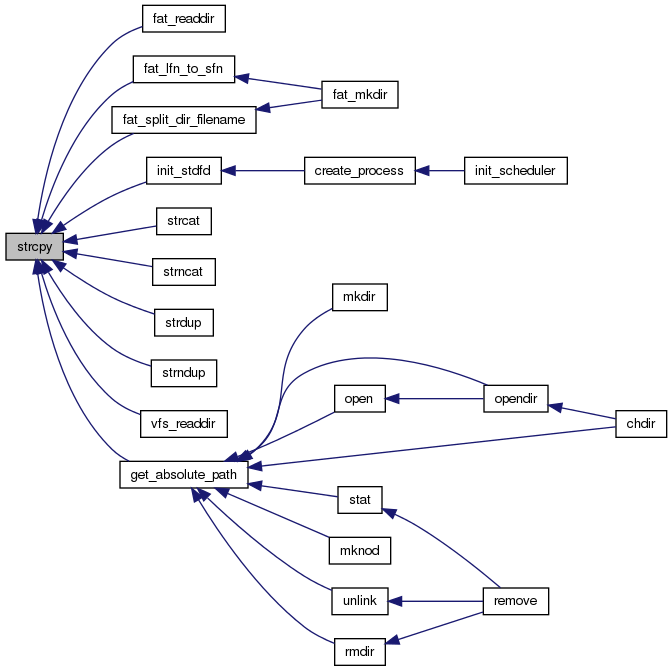 fat_readdir
fat_lfn_to_sfn
fat_mkdir
fat_split_dir_filename
init_stdfd
create_process
init_scheduler
strcat
strcpy
strncat
mkdir
strdup
strndup
open
opendir
vfs_readdir
chdir
get_absolute_path
stat
mknod
unlink
remove
rmdir